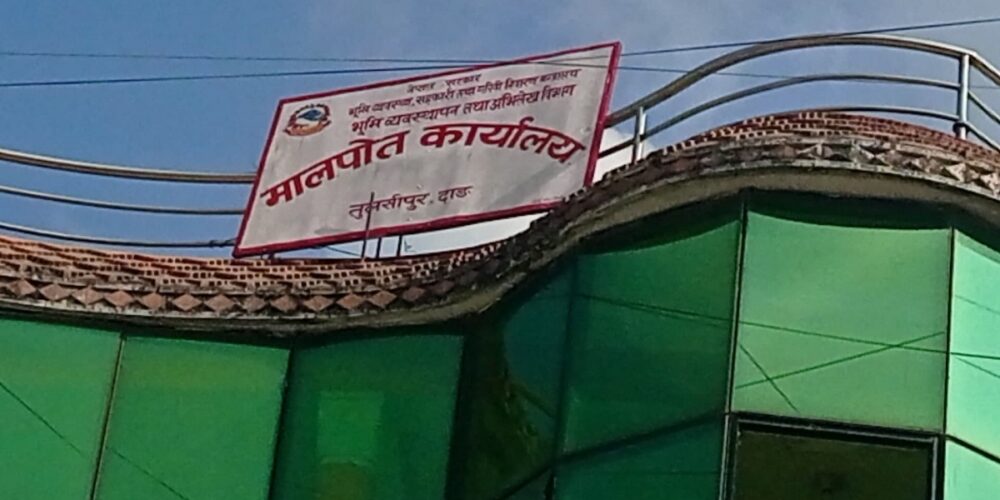 नेपाल सरकार
भूमि व्यवस्था, सहकारी तथा गरिवी निवारण मन्त्रालय
भूमि व्यवस्थापन तथा अभिलेख विभाग
मालपोत कार्यालय
तुलसीपुर, दाङ